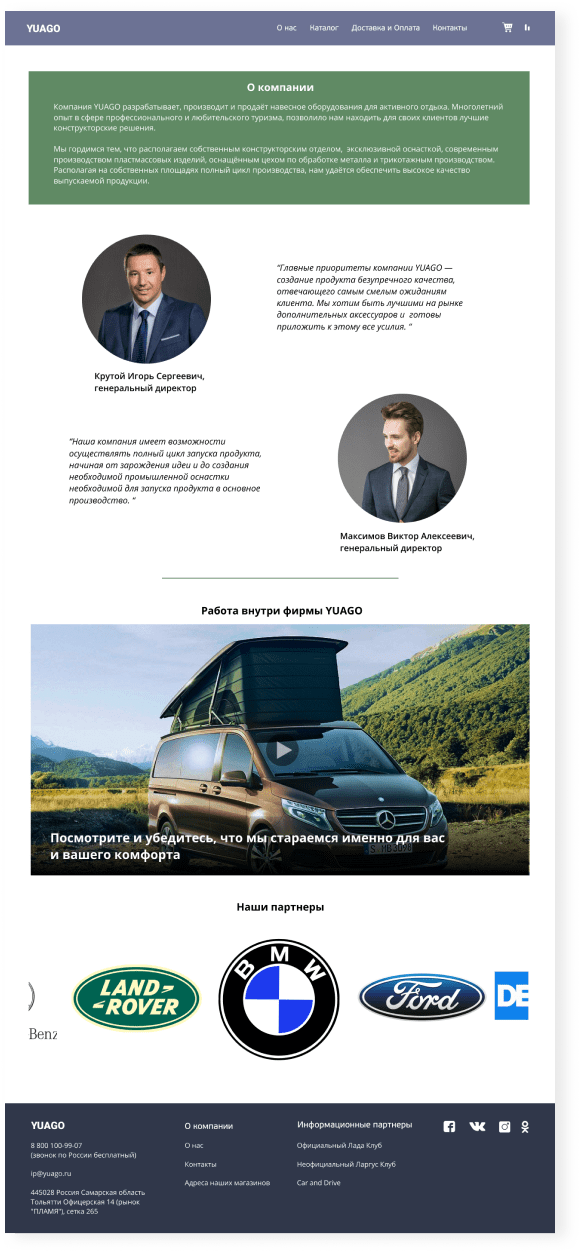 YUAGO
О нас Каталог Доставка и Оплата Контакты
О компании
Компания YUAGO разрабатывает, производит и продаёт навесное оборудования для активного отдыха. Многолетний
опыт в сфере профессионального и любительского туризма, позволило нам находить для своих клиентов лучшие
конструкторские решения.
Мы гордимся тем, что располагаем собственным конструкторским отделом, эксклюзивной оснасткой, современным
производством пластмассовых изделий, оснащённым цехом по обработке металла и трикотажным производством.
Располагая на собственных площадях полный цикл производства, нам удаётся обеспечить высокое качество
выпускаемой продукции.
"Главные приоритеты компании YUAGO —
создание продукта безупречного качества,
отвечающего самым смелым ожиданиям
клиента. Мы хотим быть лучшими на рынке
дополнительных аксессуаров и готовы
приложить к этому все усилия. "
Крутой Игорь Сергеевич,
генеральный директор
"Наша компания имеет возможности
осуществлять полный цикл запуска продукта,
начиная от зарождения идеи и до создания
необходимой промышленной оснастки
необходимой для запуска продукта в основное
производство. "
Максимов Виктор Алексеевич,
генеральный директор
Работа внутри фирмы YUAGO
Посмотрите и убедитесь, что мы стараемся именно для вас
и вашего комфорта
Наши партнеры
Benz
LAND-
-ROVER
BMW
Ford
DE
YUAGO
8 800 100-99-07
(звонок по России бесплатный)
ip@yuago.ru
445028 Россия Самарская область
Тольятти Офицерская 14 (рынок
"ПЛАМЯ"), сетка 265
О компании
О нас
Контакты
Адреса наших магазинов
Информационные партнеры
Официальный Лада Клуб
Неофициальный Ларгус Клуб
Car and Drive